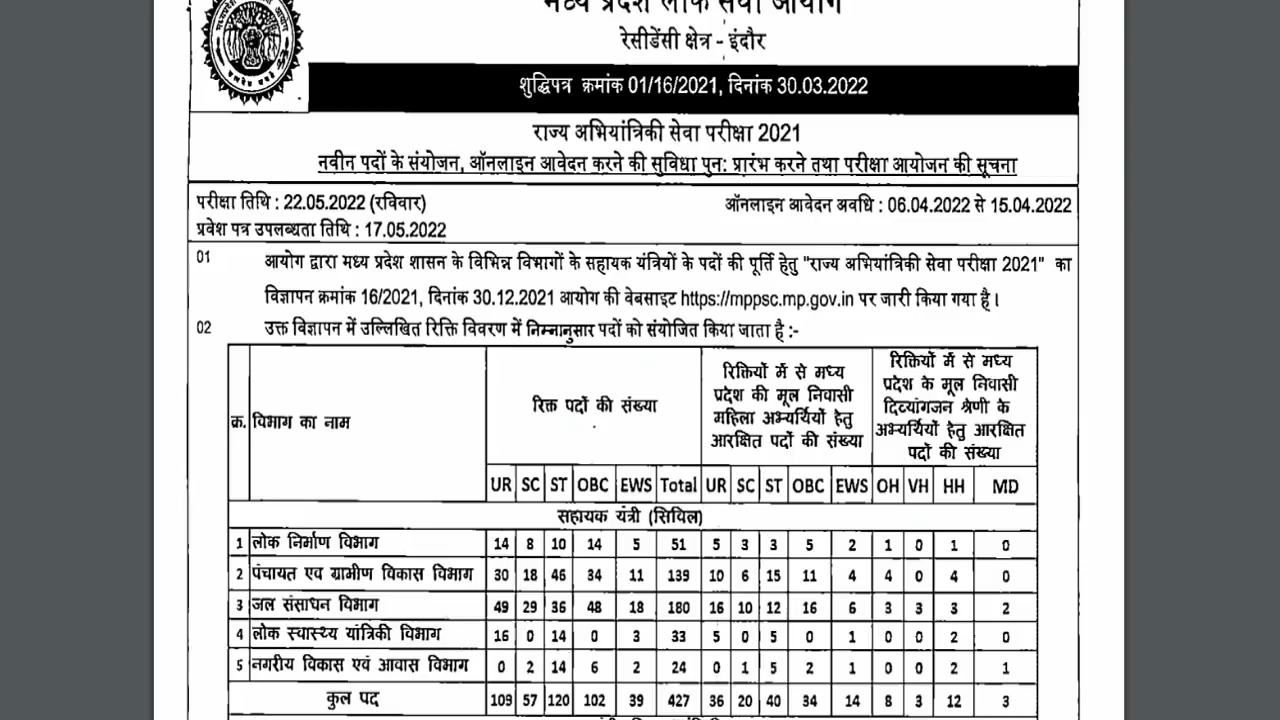 मध्य प्रदेश लोक सेवा आयोग
रेसीडेंसी क्षेत्र - इंदौर
शुद्धिपत्र क्रमांक 01/16/2021, दिनांक 30.03.2022
राज्य अभियांत्रिकी सेवा परीक्षा 2021
नवीन पदों के संयोजन, ऑनलाइन आवेदन करने की सुविधा पुन: प्रारंभ करने तथा परीक्षा आयोजन की सूचना
परीक्षा तिथि : 22.05.2022 (रविवार) ऑनलाइन आवेदन अवधि : 06.04.2022 से 15.04.2022
प्रवेश पत्र उपलब्धता तिथि : 17.05.2022
01 आयोग द्वारा मध्य प्रदेश शासन के विभिन्न विभागों के सहायक यंत्रियों के पदों की पूर्ति हेतु "राज्य अभियांत्रिकी सेवा परीक्षा 2021" का
विज्ञापन क्रमांक 16/2021, दिनांक 30.12.2021 आयोग की वेबसाइट https://mppsc.mp.gov.in पर जारी किया गया है।
02 उक्त विज्ञापन में उल्लिखित रिक्ति विवरण में निम्नानुसार पदों को संयोजित किया जाता है :-
क्र. विभाग का नाम
रिक्त पदों की संख्या
रिक्तियों में से मध्य
प्रदेश की मूल निवासी
महिला अभ्यर्थियों हेतु
आरक्षित पदों की संख्या
रिक्तियों में से मध्य
प्रदेश के मूल निवासी
दिव्यांगजन श्रेणी के
अभ्यर्थियों हेतु आरक्षित
पदों की संख्या
UR SC ST OBC EWS Total UR SC ST OBC EWS OH VH HH MD
सहायक यंत्री (सिविल)
1 लोक निर्माण विभाग 14 8 10 14 5 51 5 3 3 5 2 1 0 1 0
2 पंचायत एव ग्रामीण विकास विभाग 30 18 46 34 11 139 10 6 15 11 4 4 0 4 0
3 जल संसाधन विभाग 49 29 36 48 18 180 16 10 12 16 6 3 3 3 2
4 लोक स्वास्थ्य यांत्रिकी विभाग 16 0 14 0 3 33 5 0 5 0 1 0 0 2 0
5 नगरीय विकास एवं आवास विभाग 0 2 14 6 2 24 0 1 5 2 1 0 0 2 1
कुल पद 109 57 120 102 39 427 36 20 40 34 14 8 3 12 3